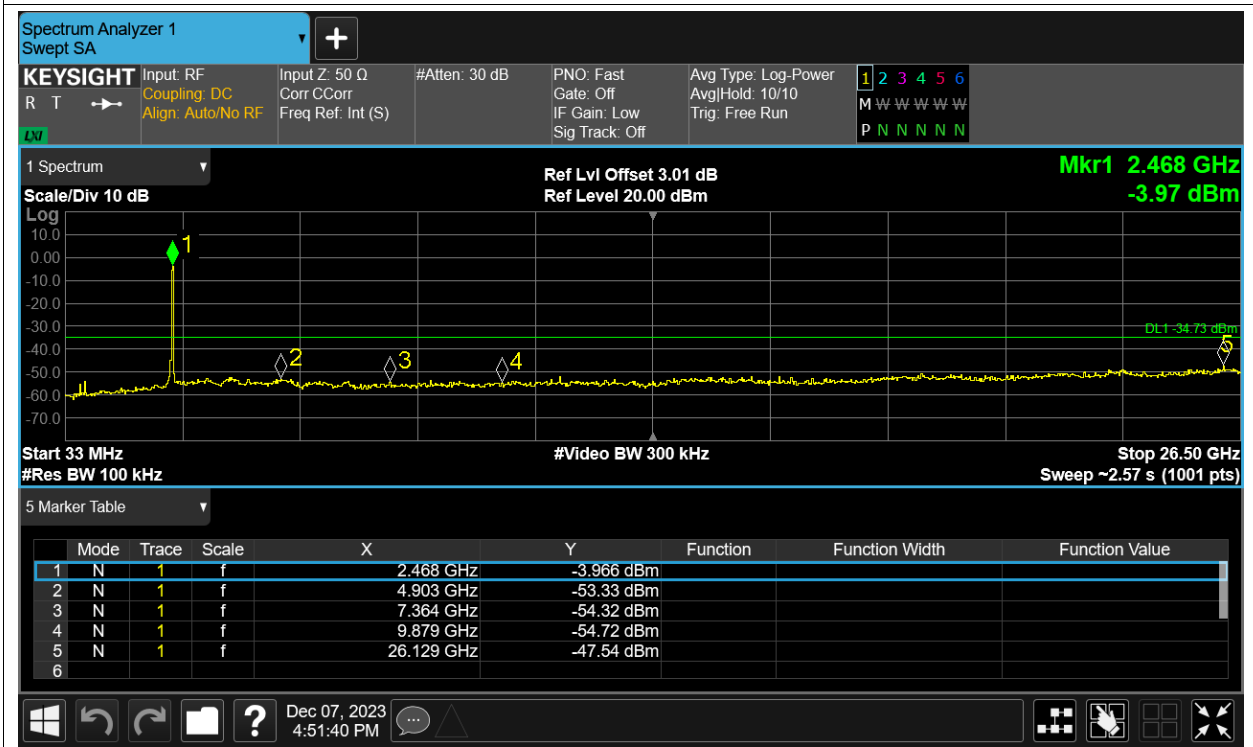 Spectrum Analyzer 1
Swept SA
+
KEYSIGHT Input: RF Input Z: 50 Ω #Atten: 30 dB PNO: Fast Avg Type: Log-Power 1 2 3 4 5 6
R T Coupling: DC Corr CCorr Gate: Off Avg|Hold: 10/10 M W W W W W
Align: Auto/No RF Freq Ref: Int (S) IF Gain: Low Trig: Free Run
LXI Sig Track: Off P N N N N N
1 Spectrum
Ref Lvl Offset 3.01 dB Mkr1 2.468 GHz
Scale/Div 10 dB Ref Level 20.00 dBm -3.97 dBm
Log
10.0
1
0.00
-10.0
-20.0
-30.0 DL1 -34.73 dBm
-40.0 2 3 4 5
-50.0
-60.0
-70.0
Start 33 MHz #Video BW 300 kHz Stop 26.50 GHz
#Res BW 100 kHz Sweep ~2.57 s (1001 pts)
5 Marker Table
Mode Trace Scale X Y Function Function Width Function Value
1 N 1 f 2.468 GHz -3.966 dBm
2 N 1 f 4.903 GHz -53.33 dBm
3 N 1 f 7.364 GHz -54.32 dBm
4 N 1 f 9.879 GHz -54.72 dBm
5 N 1 f 26.129 GHz -47.54 dBm
6
? Dec 07, 2023
4:51:40 PM